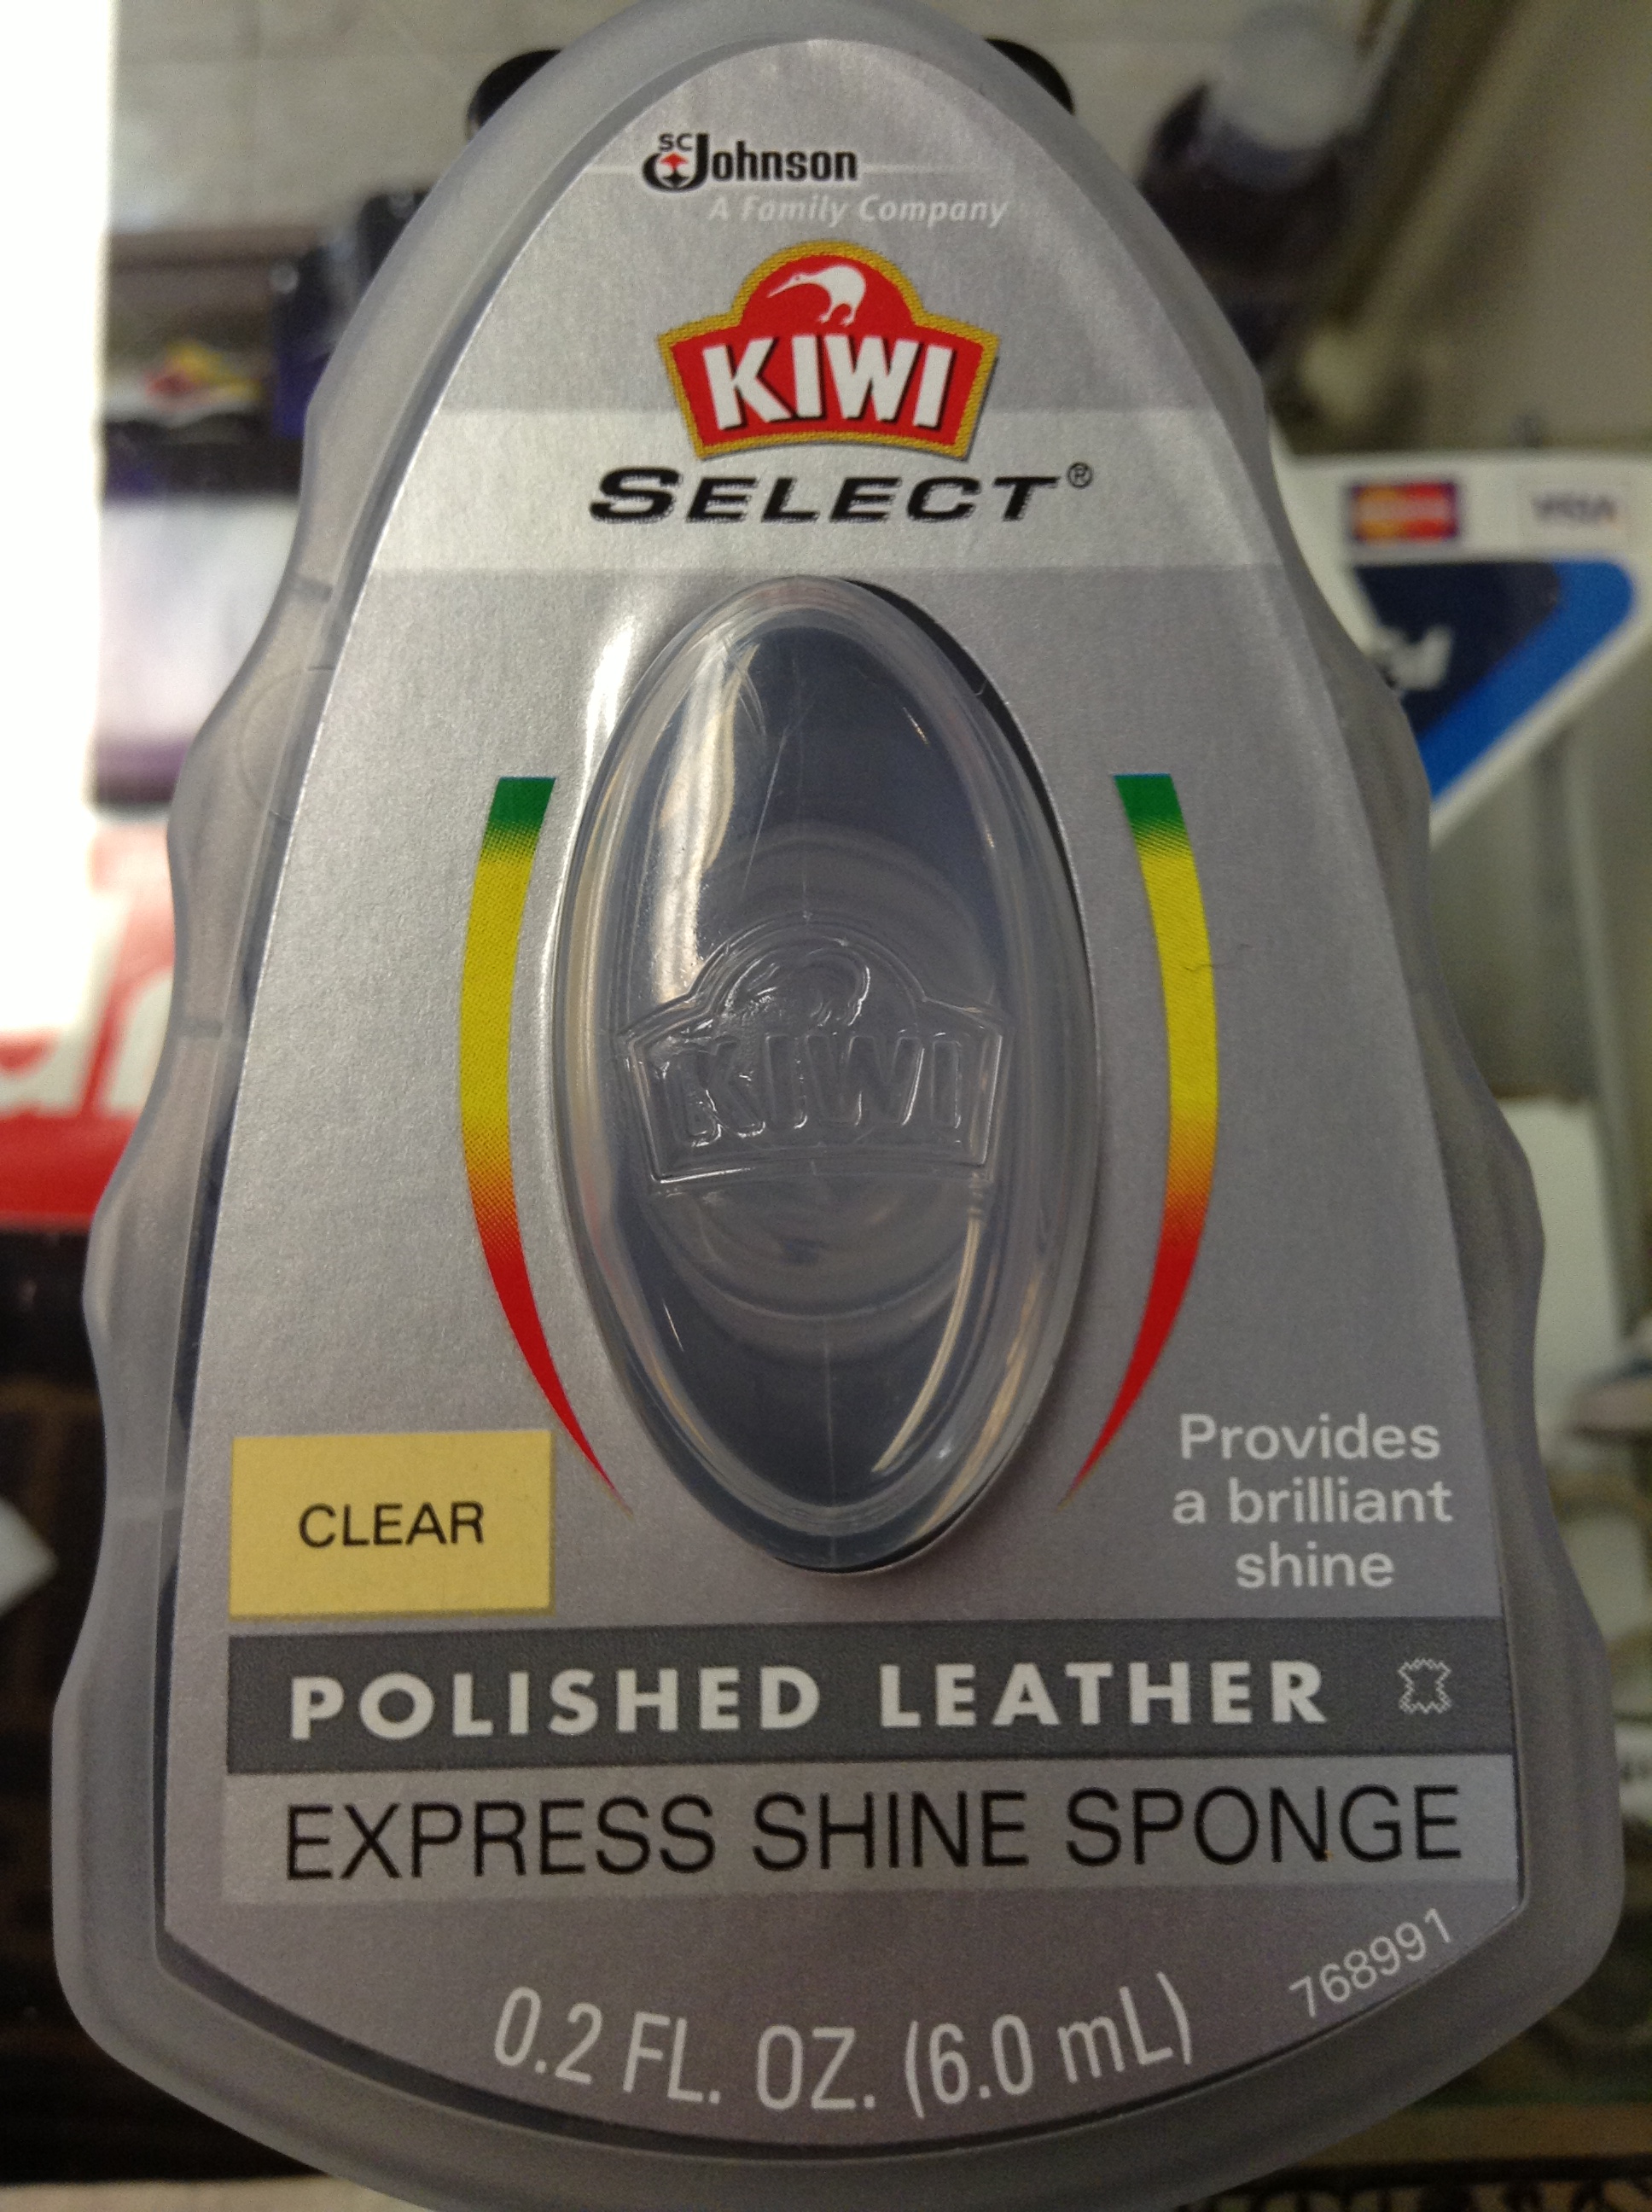 SC Johnson
A Family Company
KIWI
SELECT®
KIWI
CLEAR
Provides
a brilliant
shine
POLISHED LEATHER
EXPRESS SHINE SPONGE
768991
0.2 FL. OZ. (6.0 mL)
VISA